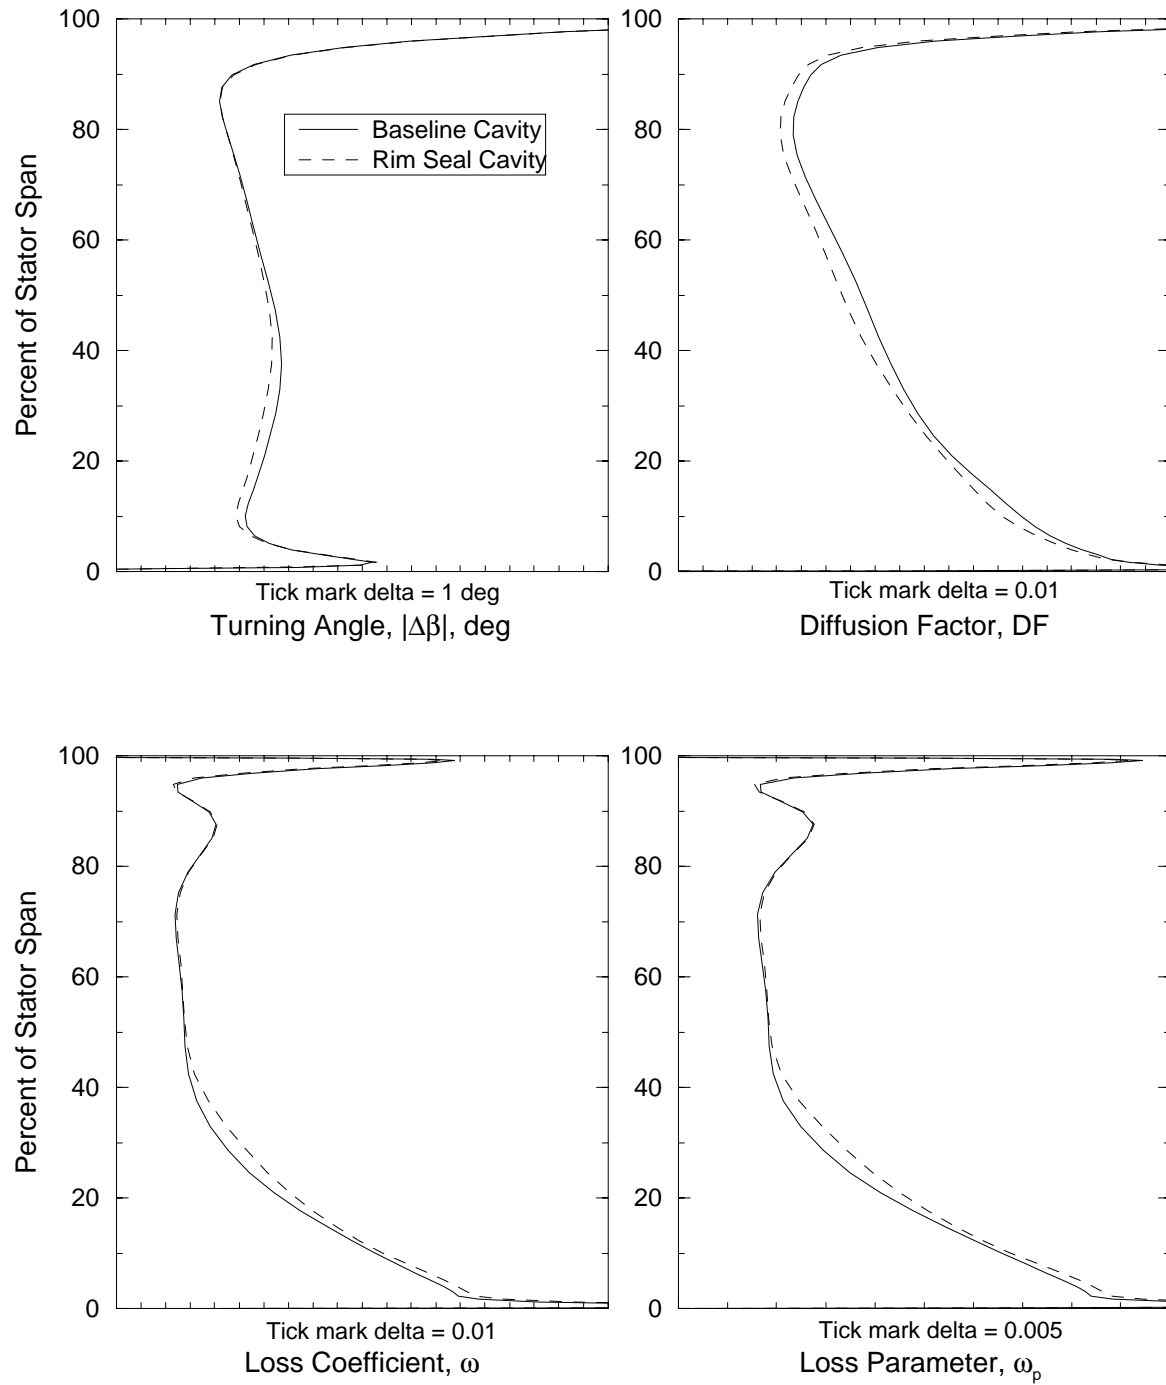 100
80
60
40
20
0
Percent of Stator Span
Baseline Cavity
Rim Seal Cavity
Tick mark delta = 1 deg
Turning Angle, |Δβ|, deg
100
80
60
40
20
0
Tick mark delta = 0.01
Diffusion Factor, DF
100
80
60
40
20
0
Percent of Stator Span
Tick mark delta = 0.01
Loss Coefficient, ω
100
80
60
40
20
0
Tick mark delta = 0.005
Loss Parameter, ωp